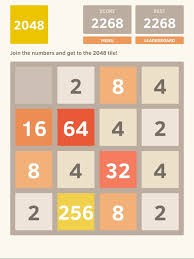 2048
SCORE
2268
BEST
2268
MENU
LEADERBOARD
Join the numbers and get to the 2048 tile!
2 8 4
16 64 4 2
8 4 32 4
2 256 8 2